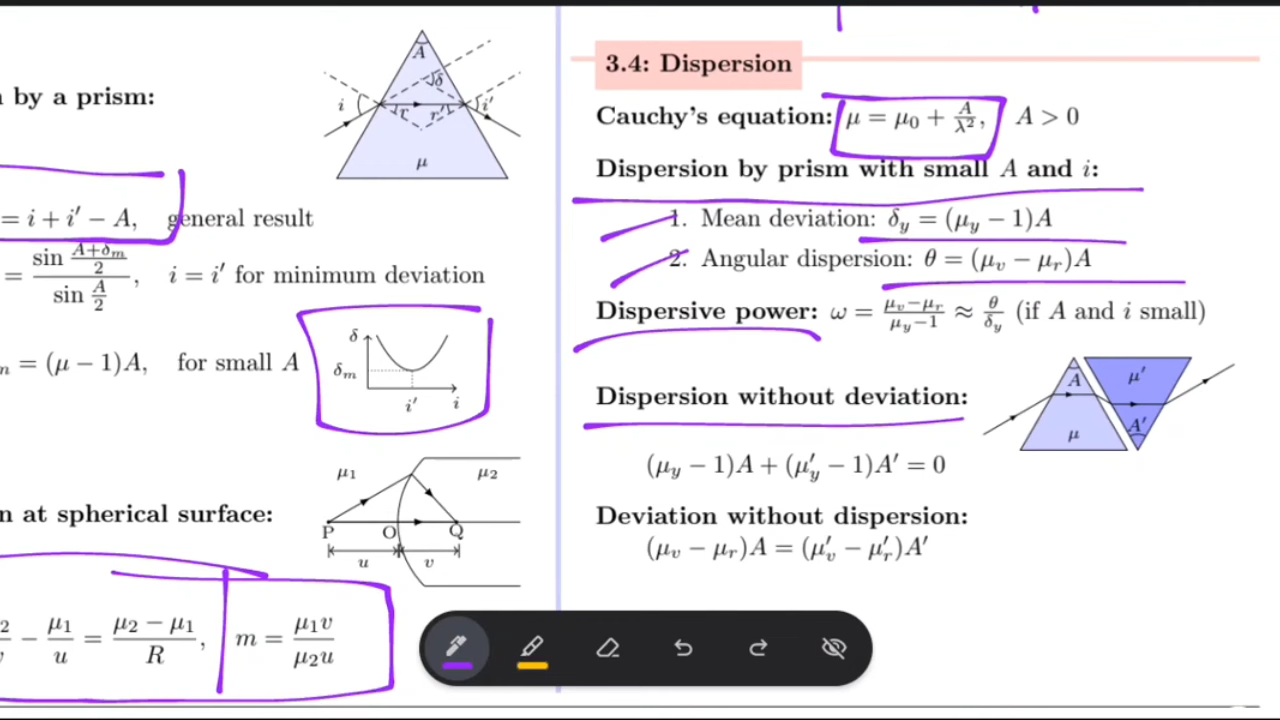 n by a prism:
A
δ
i
r
r′
i′
μ
= i + i′ − A, general result
= sin (A+δm)/2 / sin A/2, i = i′ for minimum deviation
m = (μ − 1)A, for small A
δ
δm
i′
i
n at spherical surface:
μ1
μ2
P
O
Q
u
v
2/v − μ1/u = (μ2 − μ1)/R, m = μ1v/μ2u
3.4: Dispersion
Cauchy's equation: μ = μ0 + A/λ², A > 0
Dispersion by prism with small A and i:
1. Mean deviation: δy = (μy − 1)A
2. Angular dispersion: θ = (μv − μr)A
Dispersive power: ω = (μv−μr)/(μy−1) ≈ θ/δy (if A and i small)
Dispersion without deviation:
A
μ′
μ
A′
(μy − 1)A + (μ′y − 1)A′ = 0
Deviation without dispersion:
(μv − μr)A = (μ′v − μ′r)A′